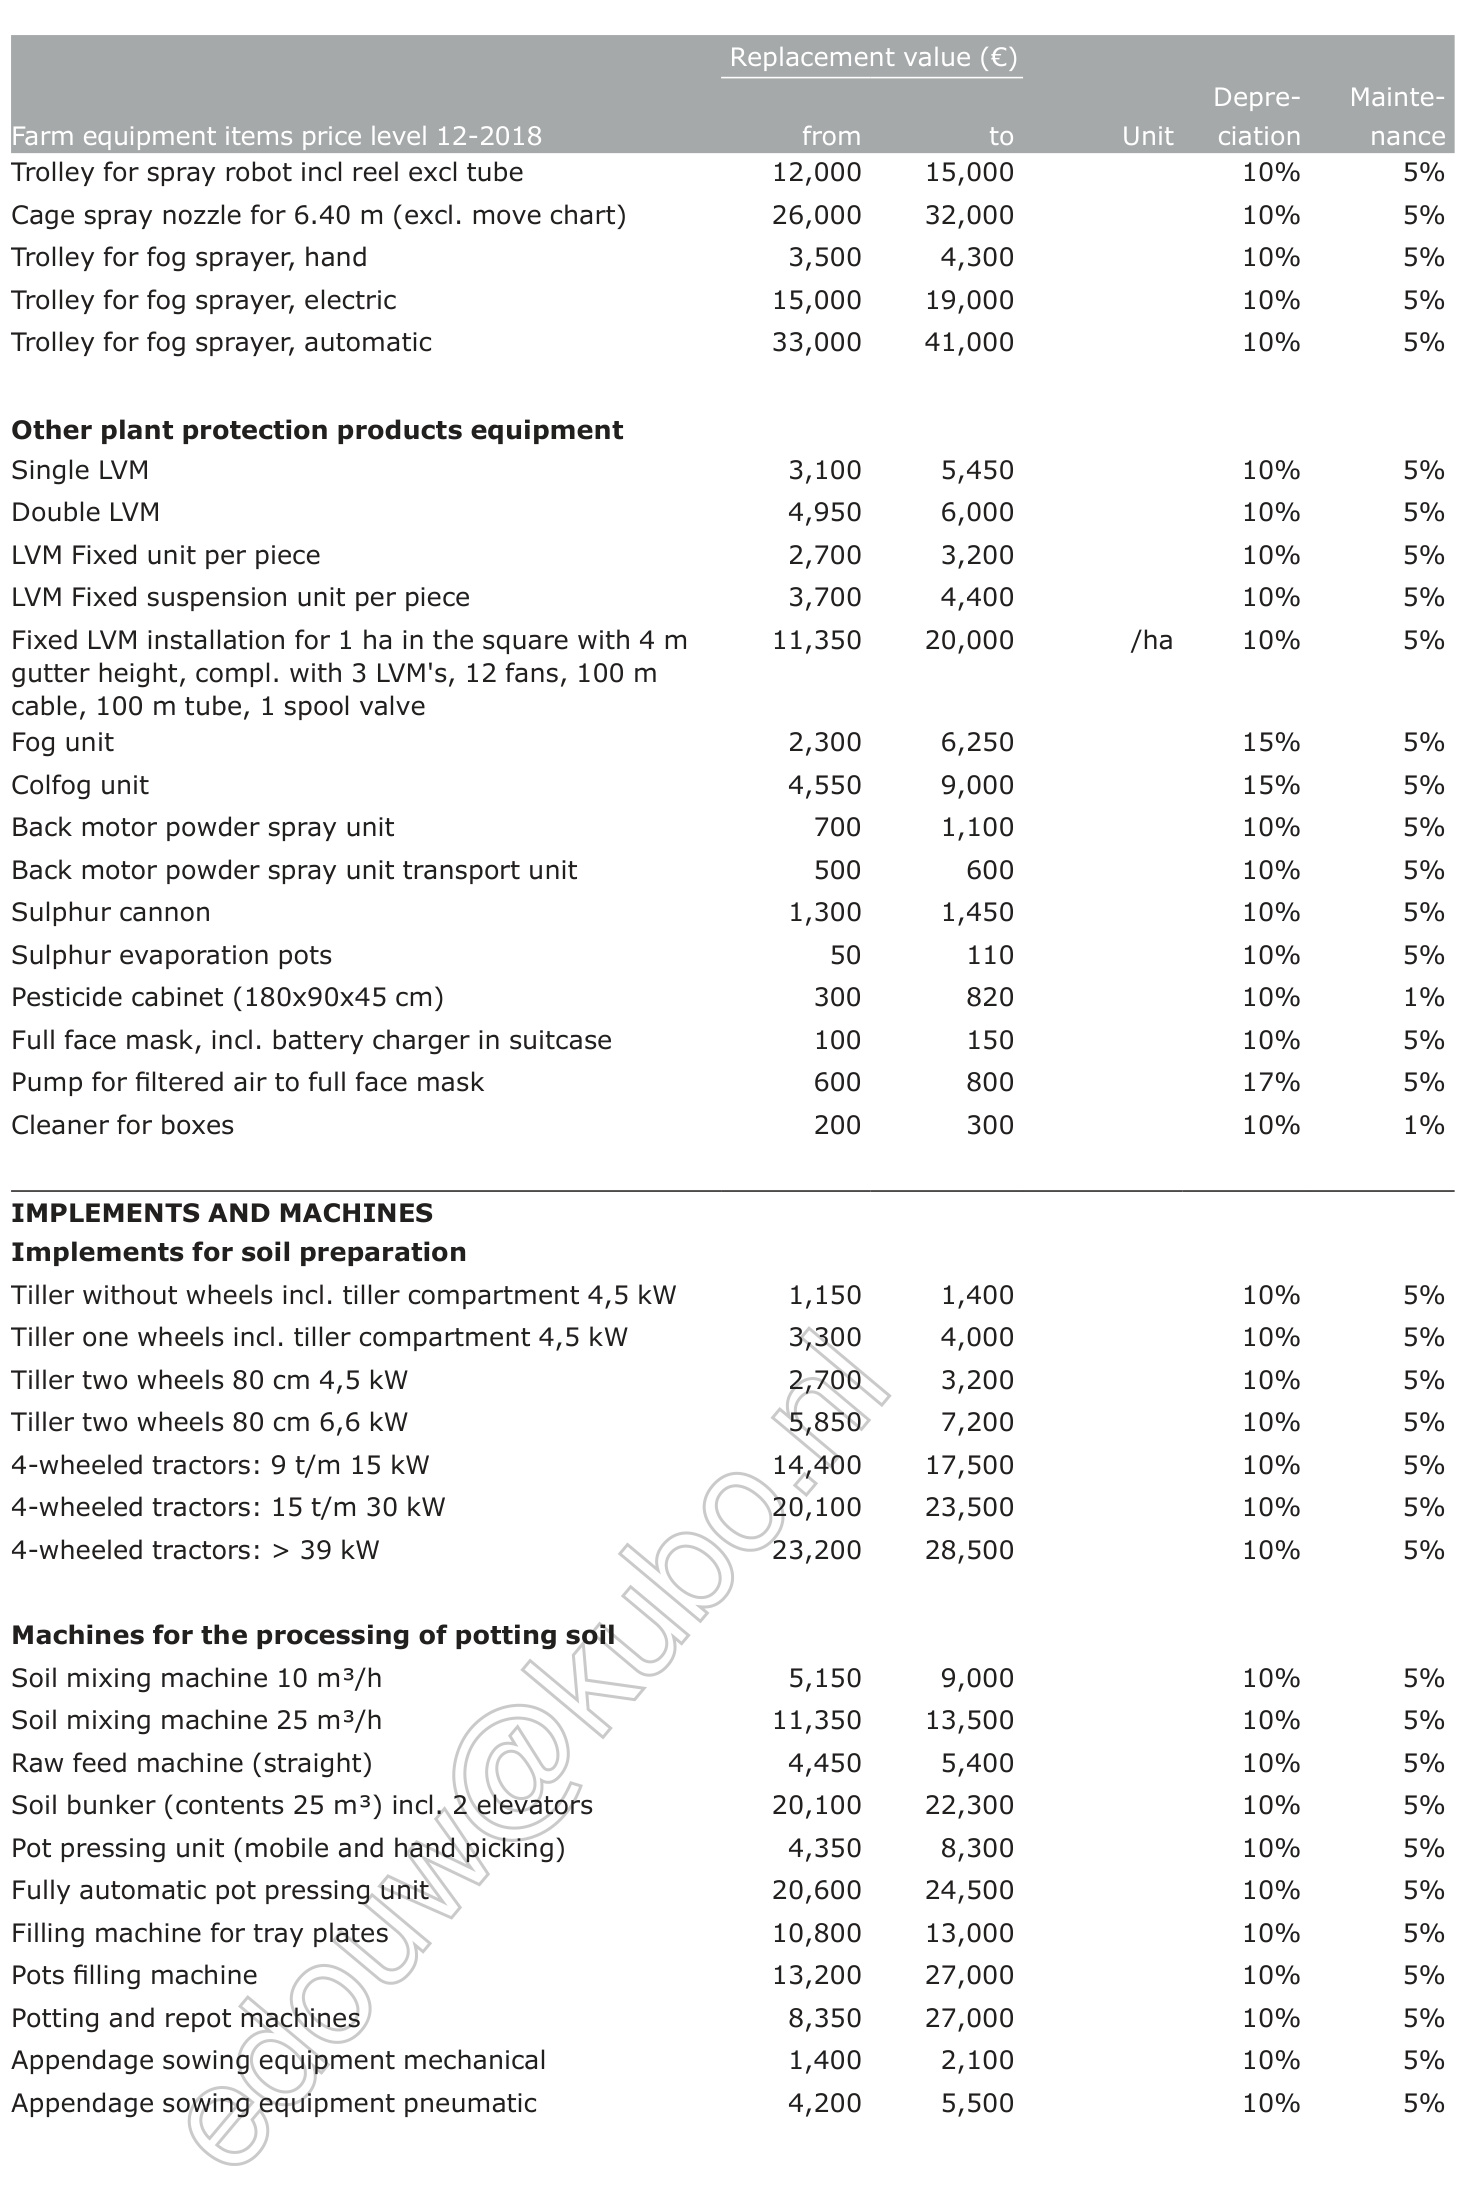 Replacement value (€)
Farm equipment items price level 12-2018 from to Unit Depre- ciation Mainte- nance
Trolley for spray robot incl reel excl tube 12,000 15,000 10% 5%
Cage spray nozzle for 6.40 m (excl. move chart) 26,000 32,000 10% 5%
Trolley for fog sprayer, hand 3,500 4,300 10% 5%
Trolley for fog sprayer, electric 15,000 19,000 10% 5%
Trolley for fog sprayer, automatic 33,000 41,000 10% 5%
Other plant protection products equipment
Single LVM 3,100 5,450 10% 5%
Double LVM 4,950 6,000 10% 5%
LVM Fixed unit per piece 2,700 3,200 10% 5%
LVM Fixed suspension unit per piece 3,700 4,400 10% 5%
Fixed LVM installation for 1 ha in the square with 4 m 11,350 20,000 /ha 10% 5%
gutter height, compl. with 3 LVM's, 12 fans, 100 m
cable, 100 m tube, 1 spool valve
Fog unit 2,300 6,250 15% 5%
Colfog unit 4,550 9,000 15% 5%
Back motor powder spray unit 700 1,100 10% 5%
Back motor powder spray unit transport unit 500 600 10% 5%
Sulphur cannon 1,300 1,450 10% 5%
Sulphur evaporation pots 50 110 10% 5%
Pesticide cabinet (180x90x45 cm) 300 820 10% 1%
Full face mask, incl. battery charger in suitcase 100 150 10% 5%
Pump for filtered air to full face mask 600 800 17% 5%
Cleaner for boxes 200 300 10% 1%
IMPLEMENTS AND MACHINES
Implements for soil preparation
Tiller without wheels incl. tiller compartment 4,5 kW 1,150 1,400 10% 5%
Tiller one wheels incl. tiller compartment 4,5 kW 3,300 4,000 10% 5%
Tiller two wheels 80 cm 4,5 kW 2,700 3,200 10% 5%
Tiller two wheels 80 cm 6,6 kW 5,850 7,200 10% 5%
4-wheeled tractors: 9 t/m 15 kW 14,400 17,500 10% 5%
4-wheeled tractors: 15 t/m 30 kW 20,100 23,500 10% 5%
4-wheeled tractors: > 39 kW 23,200 28,500 10% 5%
Machines for the processing of potting soil
Soil mixing machine 10 m³/h 5,150 9,000 10% 5%
Soil mixing machine 25 m³/h 11,350 13,500 10% 5%
Raw feed machine (straight) 4,450 5,400 10% 5%
Soil bunker (contents 25 m³) incl. 2 elevators 20,100 22,300 10% 5%
Pot pressing unit (mobile and hand picking) 4,350 8,300 10% 5%
Fully automatic pot pressing unit 20,600 24,500 10% 5%
Filling machine for tray plates 10,800 13,000 10% 5%
Pots filling machine 13,200 27,000 10% 5%
Potting and repot machines 8,350 27,000 10% 5%
Appendage sowing equipment mechanical 1,400 2,100 10% 5%
Appendage sowing equipment pneumatic 4,200 5,500 10% 5%
edouw@kubo.nl